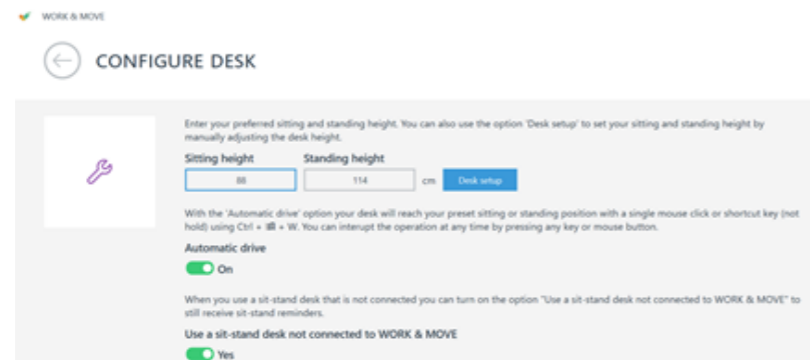 WORK & MOVE
CONFIGURE DESK
Enter your preferred sitting and standing height. You can also use the option 'Desk setup' to set your sitting and standing height by
manually adjusting the desk height.
Sitting height Standing height
88 114 cm Desk setup
With the 'Automatic drive' option your desk will reach your preset sitting or standing position with a single mouse click or shortcut key (not
hold) using Ctrl + + W. You can interupt the operation at any time by pressing any key or mouse button.
Automatic drive
On
When you use a sit-stand desk that is not connected you can turn on the option "Use a sit-stand desk not connected to WORK & MOVE" to
still receive sit-stand reminders.
Use a sit-stand desk not connected to WORK & MOVE
Yes